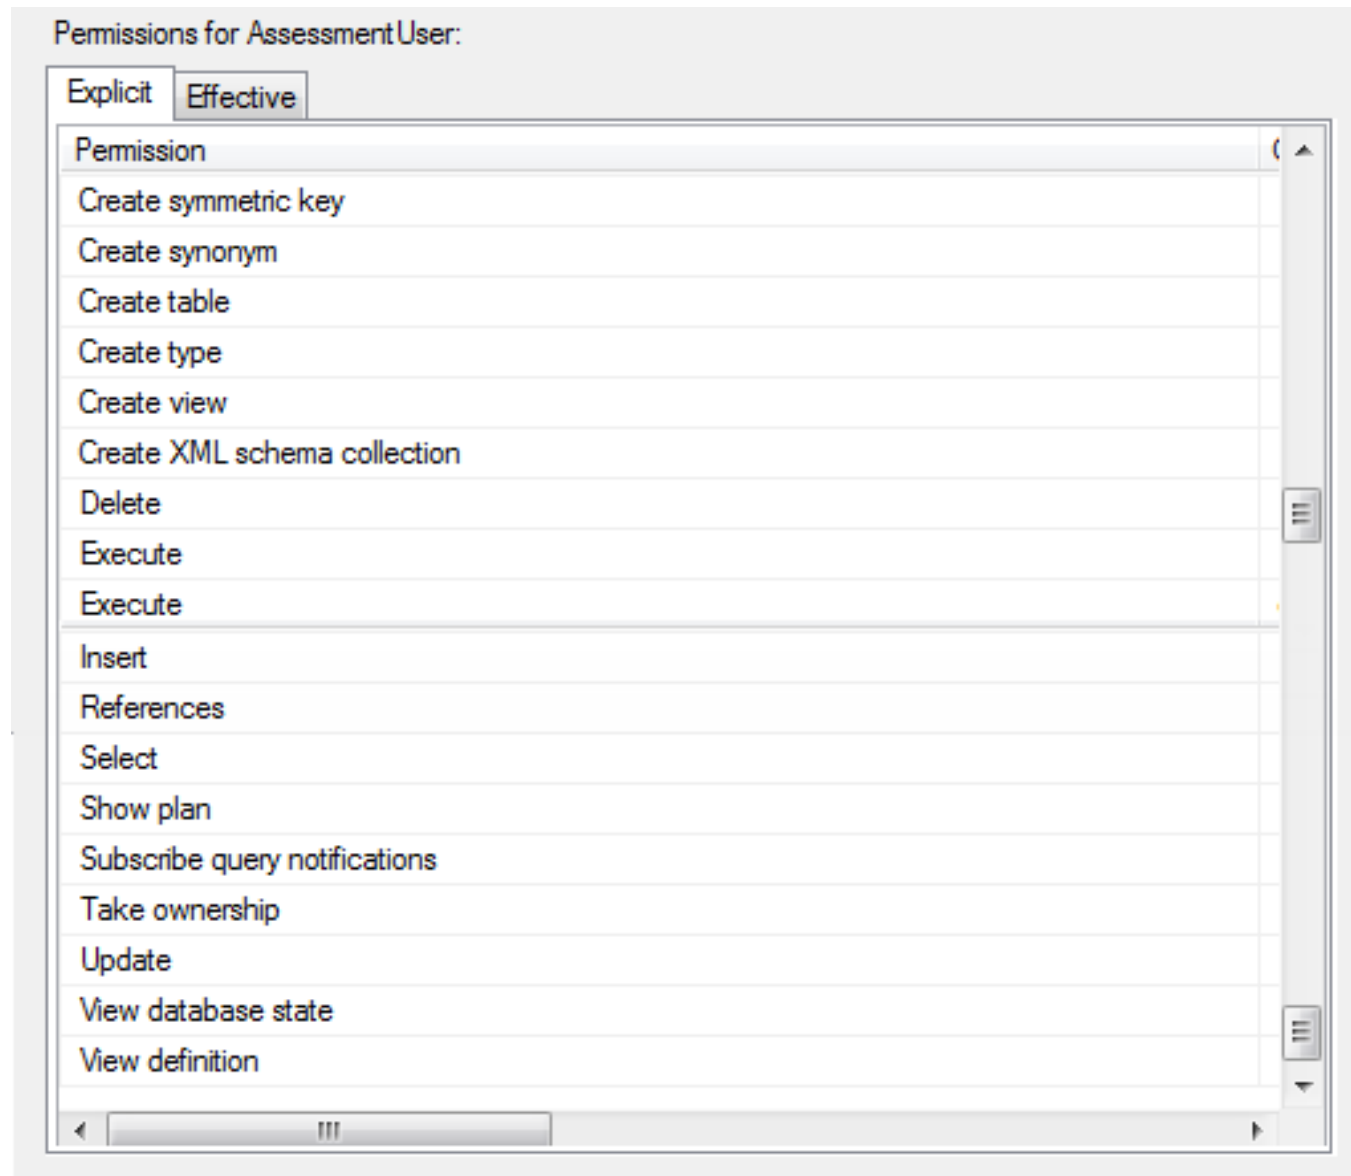 Permissions for AssessmentUser:
Explicit
Effective
Permission
Create symmetric key
Create synonym
Create table
Create type
Create view
Create XML schema collection
Delete
Execute
Execute
Insert
References
Select
Show plan
Subscribe query notifications
Take ownership
Update
View database state
View definition